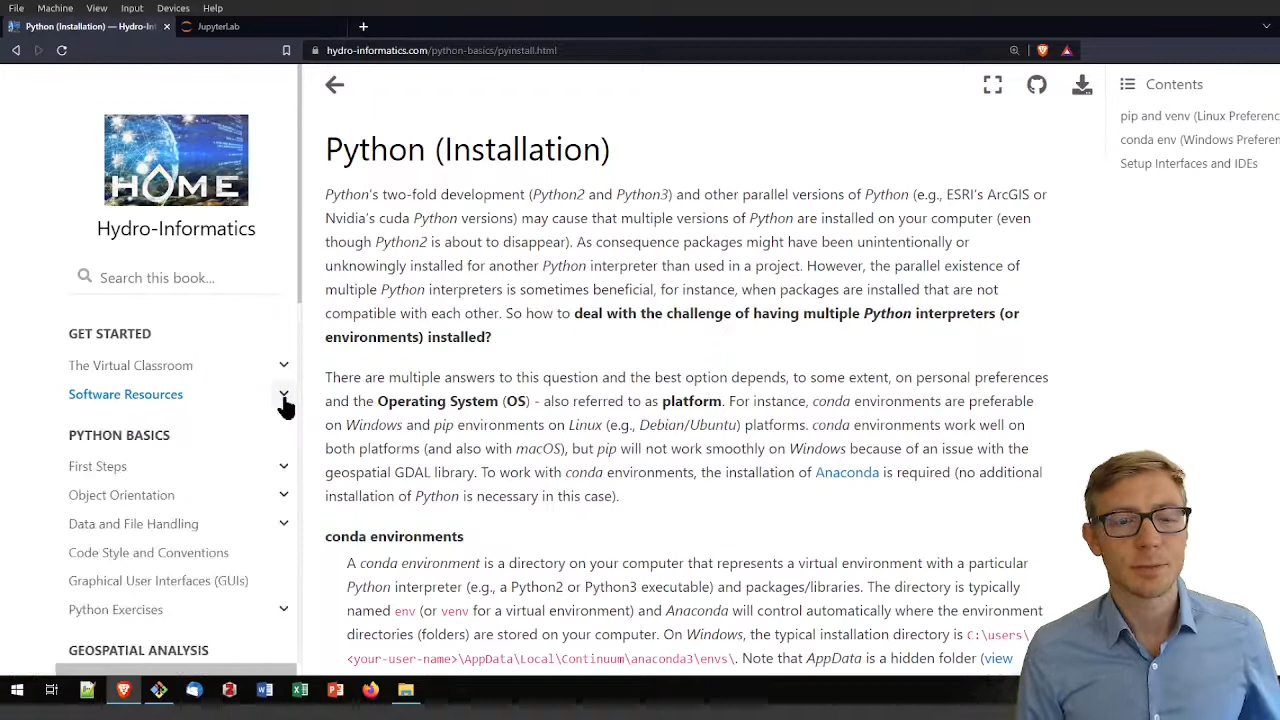 File Machine View Input Devices Help
Python (Installation) — Hydro-Inf
JupyterLab
hydro-informatics.com/python-basics/pyinstall.html
HOME
Hydro-Informatics
Search this book...
GET STARTED
The Virtual Classroom
Software Resources
PYTHON BASICS
First Steps
Object Orientation
Data and File Handling
Code Style and Conventions
Graphical User Interfaces (GUIs)
Python Exercises
GEOSPATIAL ANALYSIS
Python (Installation)
Python's two-fold development (Python2 and Python3) and other parallel versions of Python (e.g., ESRI's ArcGIS or
Nvidia's cuda Python versions) may cause that multiple versions of Python are installed on your computer (even
though Python2 is about to disappear). As consequence packages might have been unintentionally or
unknowingly installed for another Python interpreter than used in a project. However, the parallel existence of
multiple Python interpreters is sometimes beneficial, for instance, when packages are installed that are not
compatible with each other. So how to deal with the challenge of having multiple Python interpreters (or
environments) installed?
There are multiple answers to this question and the best option depends, to some extent, on personal preferences
and the Operating System (OS) - also referred to as platform. For instance, conda environments are preferable
on Windows and pip environments on Linux (e.g., Debian/Ubuntu) platforms. conda environments work well on
both platforms (and also with macOS), but pip will not work smoothly on Windows because of an issue with the
geospatial GDAL library. To work with conda environments, the installation of Anaconda is required (no additional
installation of Python is necessary in this case).
conda environments
A conda environment is a directory on your computer that represents a virtual environment with a particular
Python interpreter (e.g., a Python2 or Python3 executable) and packages/libraries. The directory is typically
named env (or venv for a virtual environment) and Anaconda will control automatically where the environment
directories (folders) are stored on your computer. On Windows, the typical installation directory is C:\users\
<your-user-name>\AppData\Local\Continuum\anaconda3\envs\. Note that AppData is a hidden folder (view
Contents
pip and venv (Linux Preference
conda env (Windows Preferen
Setup Interfaces and IDEs